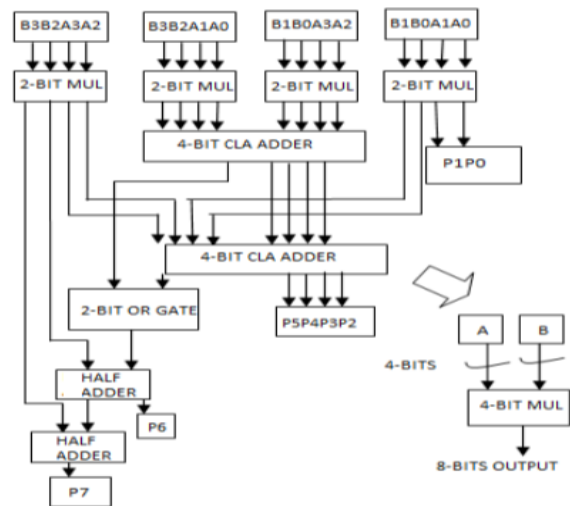 B3B2A3A2
B3B2A1A0
B1B0A3A2
B1B0A1A0
2-BIT MUL
2-BIT MUL
2-BIT MUL
2-BIT MUL
4-BIT CLA ADDER
P1P0
4-BIT CLA ADDER
2-BIT OR GATE
P5P4P3P2
A
B
4-BITS
HALF
ADDER
4-BIT MUL
P6
HALF
ADDER
8-BITS OUTPUT
P7